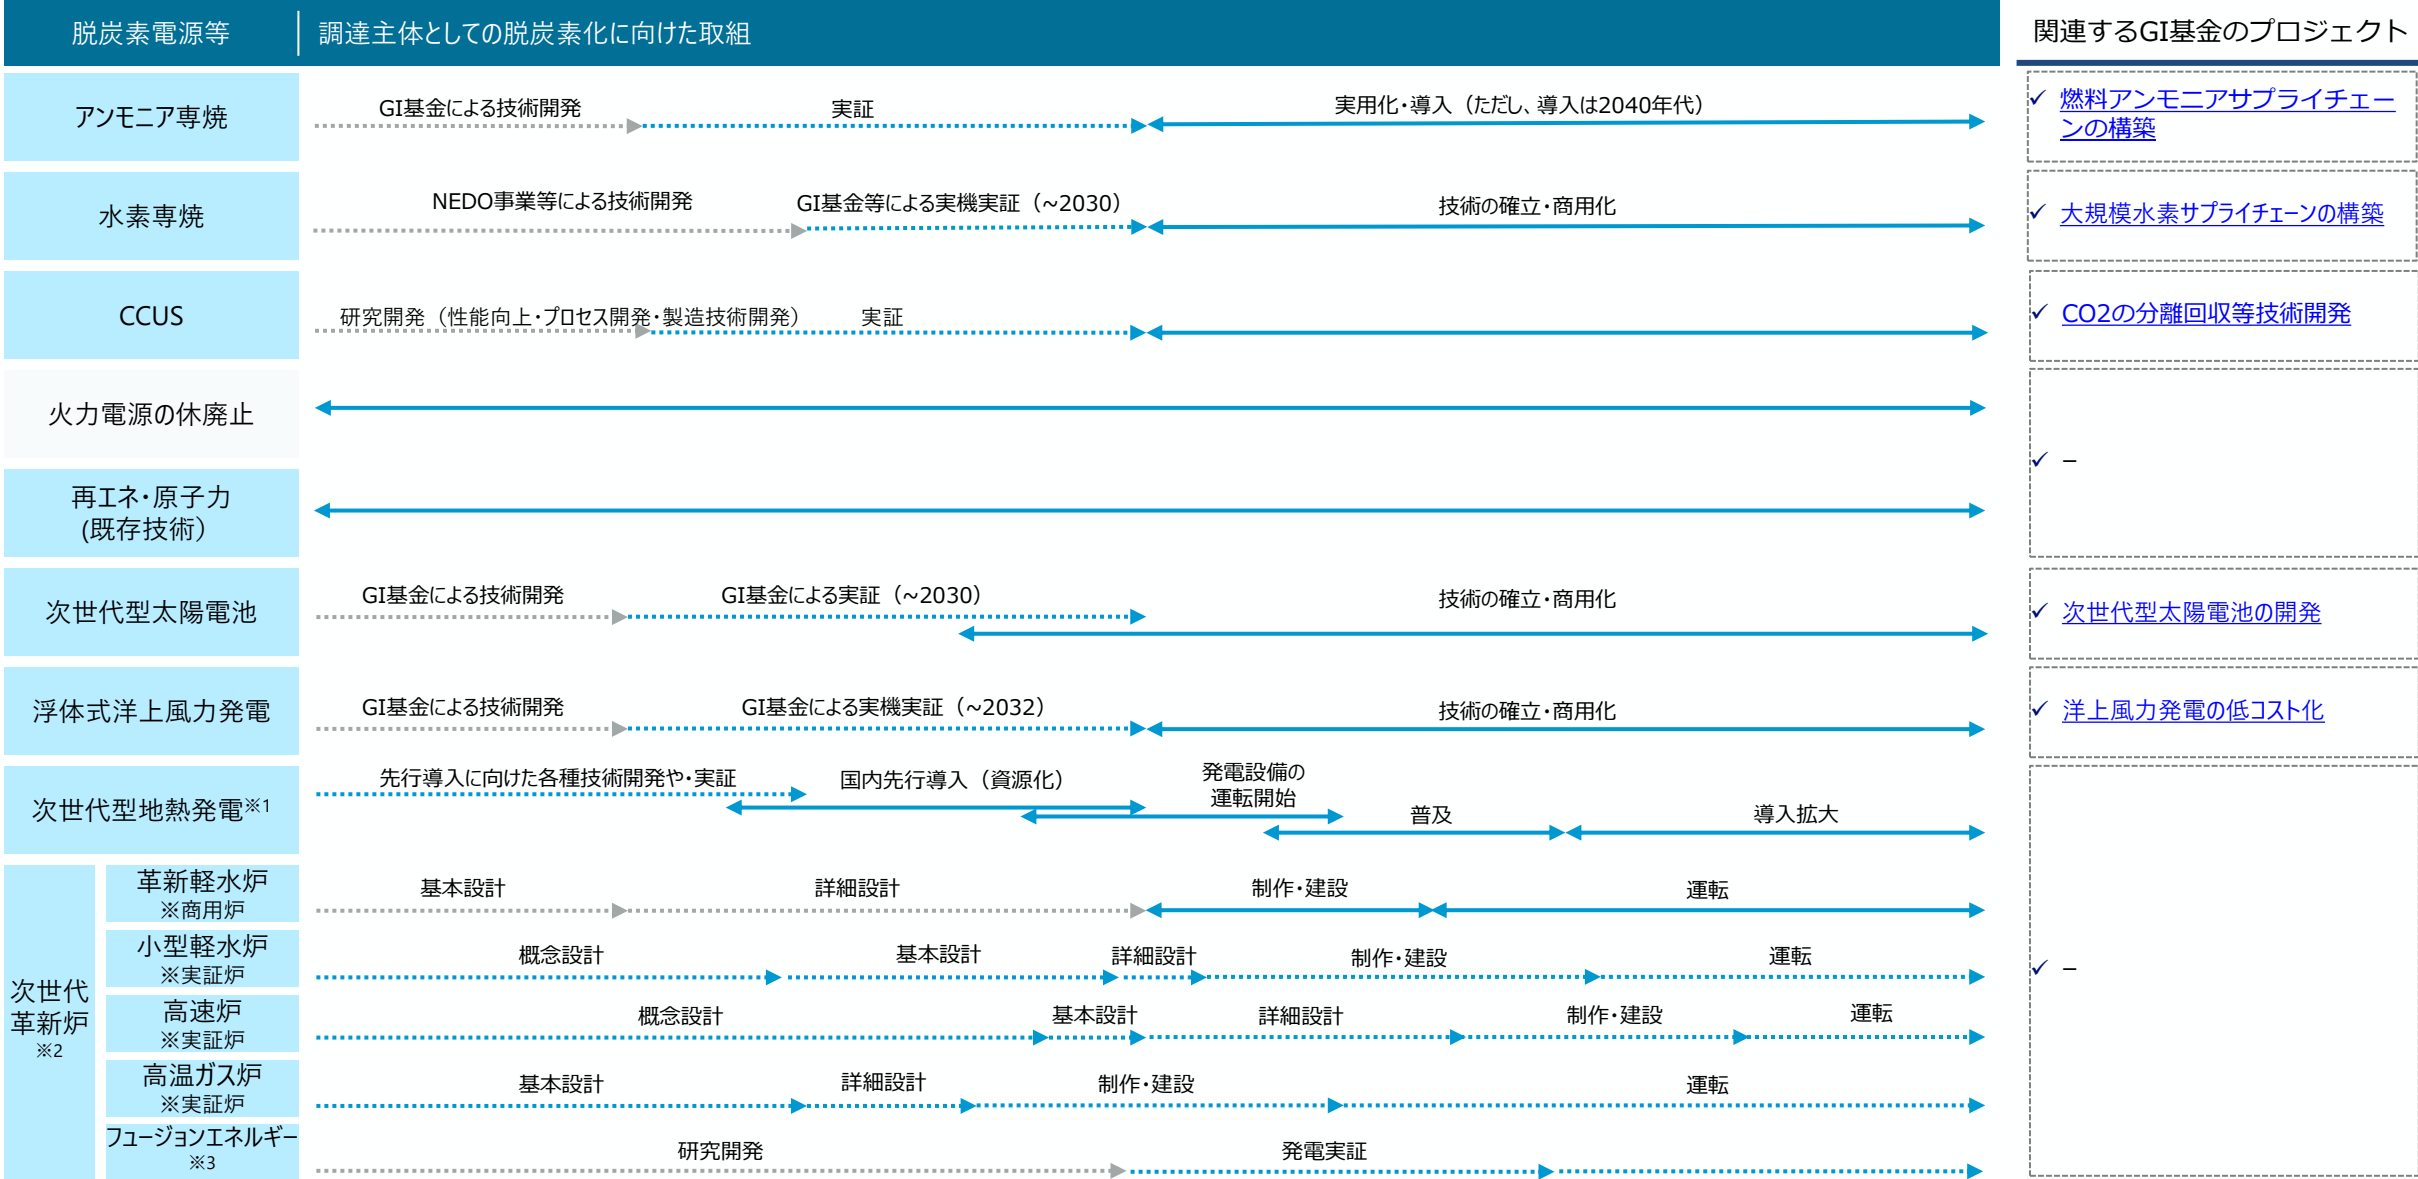 脱炭素電源等
調達主体としての脱炭素化に向けた取組
関連するGI基金のプロジェクト
アンモニア専焼
GI基金による技術開発
実証
実用化・導入（ただし、導入は2040年代）
✓ 燃料アンモニアサプライチェー
ンの構築
水素専焼
NEDO事業等による技術開発
GI基金等による実機実証（~2030）
技術の確立・商用化
✓ 大規模水素サプライチェーンの構築
CCUS
研究開発（性能向上・プロセス開発・製造技術開発）
実証
✓ CO2の分離回収等技術開発
火力電源の休廃止
✓ –
再エネ・原子力
(既存技術）
次世代型太陽電池
GI基金による技術開発
GI基金による実証（~2030）
技術の確立・商用化
✓ 次世代型太陽電池の開発
浮体式洋上風力発電
GI基金による技術開発
GI基金による実機実証（~2032）
技術の確立・商用化
✓ 洋上風力発電の低コスト化
次世代型地熱発電※1
先行導入に向けた各種技術開発や・実証
国内先行導入（資源化）
発電設備の
運転開始
普及
導入拡大
次世代
革新炉
※2
革新軽水炉
※商用炉
基本設計
詳細設計
制作・建設
運転
小型軽水炉
※実証炉
概念設計
基本設計
詳細設計
制作・建設
運転
✓ –
高速炉
※実証炉
概念設計
基本設計
詳細設計
制作・建設
運転
高温ガス炉
※実証炉
基本設計
詳細設計
制作・建設
運転
フュージョンエネルギー
※3
研究開発
発電実証